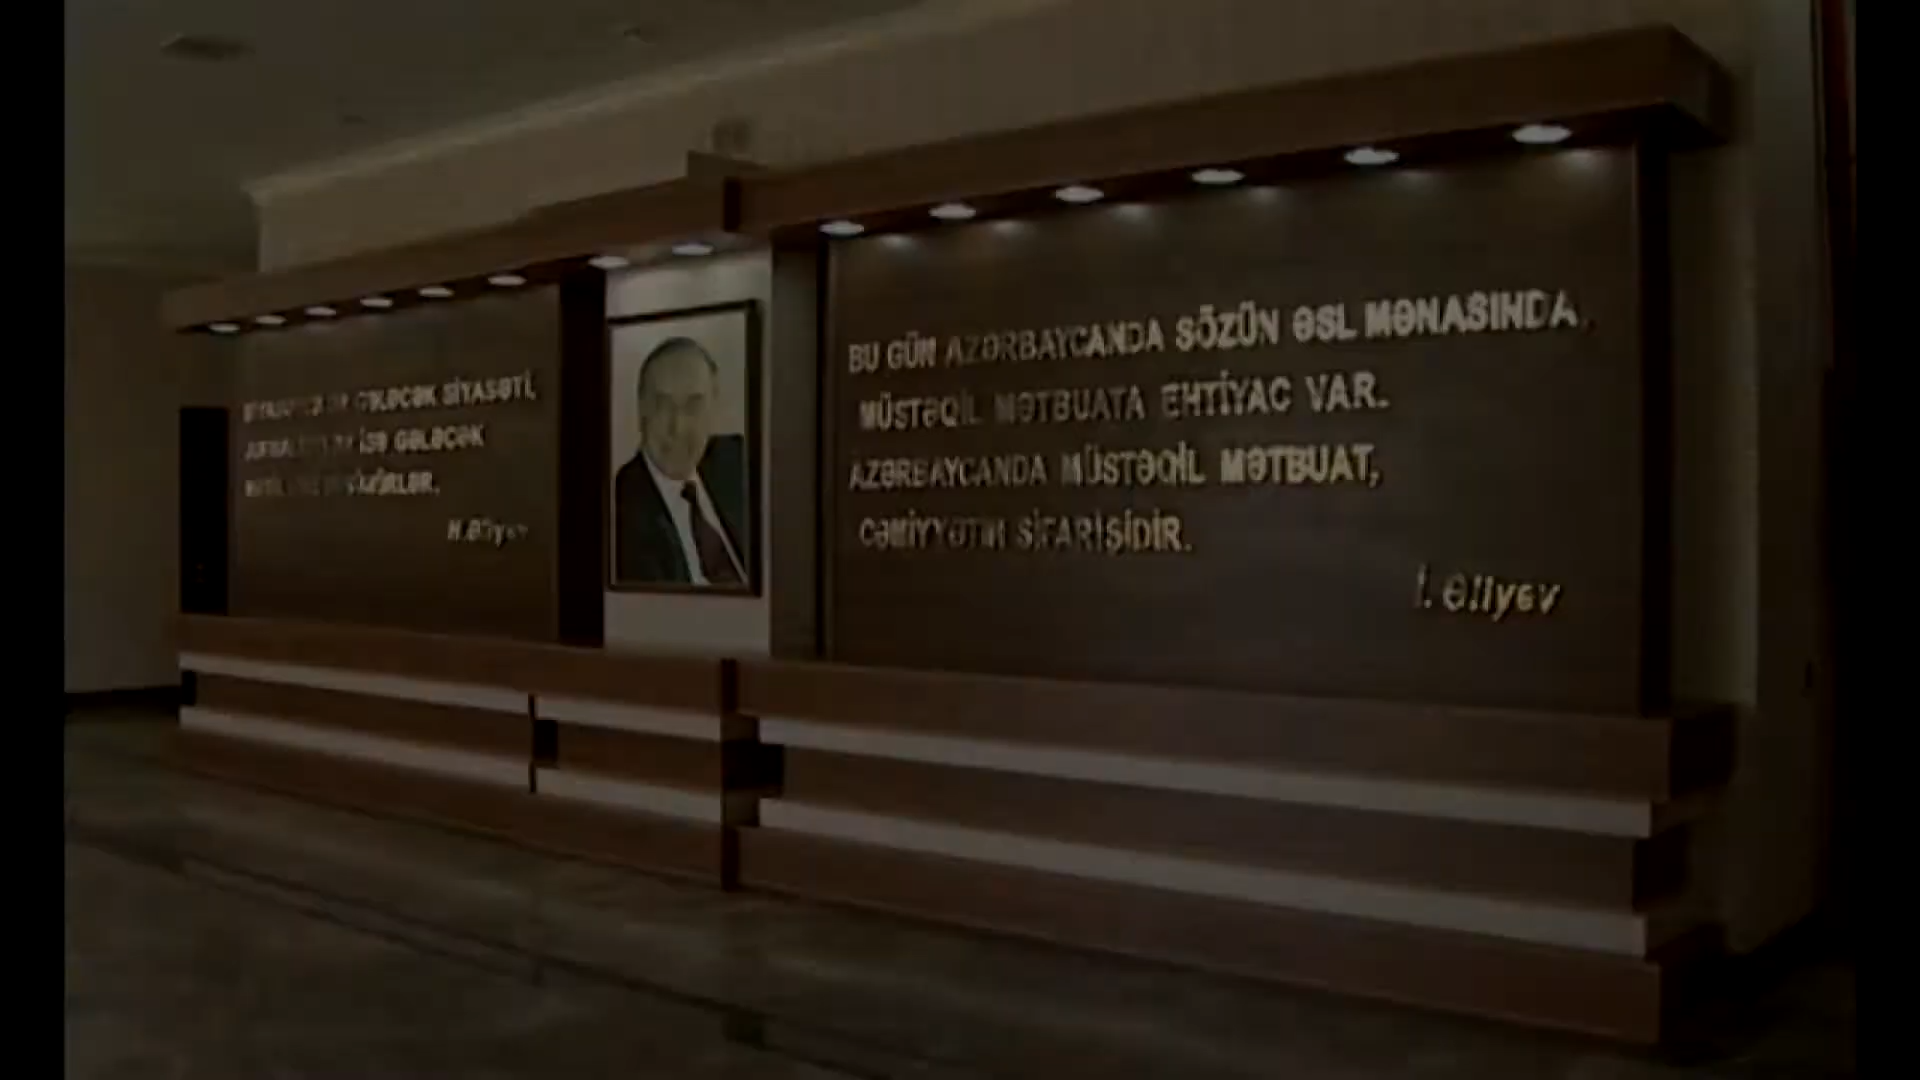 GƏLƏCƏK SİYASƏTİ,
İSƏ GƏLƏCƏK
H.Əliyev
BU GÜN AZƏRBAYCANDA SÖZÜN ƏSL MƏNASINDA,
MÜSTƏQİL MƏTBUATA EHTİYAC VAR.
AZƏRBAYCANDA MÜSTƏQİL MƏTBUAT,
CƏMİYYƏTİN SİFARİŞİDİR.
İ.Əliyev